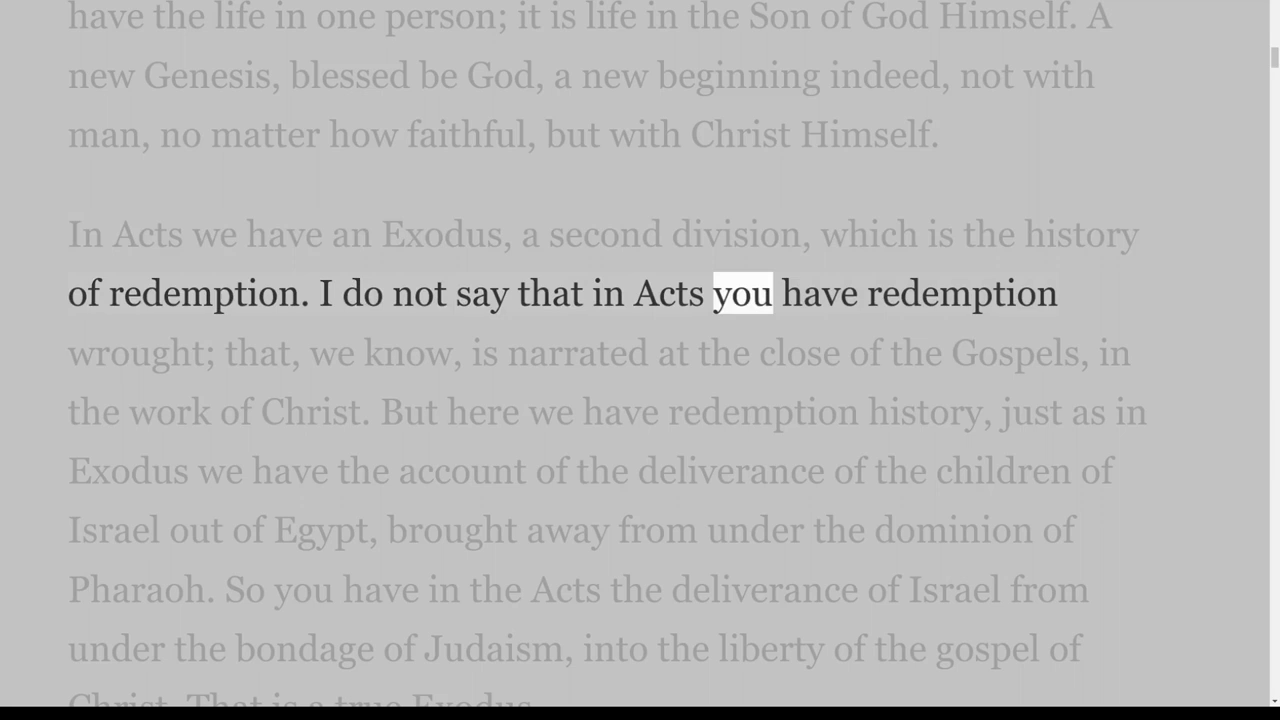 have the life in one person; it is life in the Son of God Himself. A
new Genesis, blessed be God, a new beginning indeed, not with
man, no matter how faithful, but with Christ Himself.
In Acts we have an Exodus, a second division, which is the history
of redemption. I do not say that in Acts you have redemption
wrought; that, we know, is narrated at the close of the Gospels, in
the work of Christ. But here we have redemption history, just as in
Exodus we have the account of the deliverance of the children of
Israel out of Egypt, brought away from under the dominion of
Pharaoh. So you have in the Acts the deliverance of Israel from
under the bondage of Judaism, into the liberty of the gospel of
Christ. That is a true Exodus.